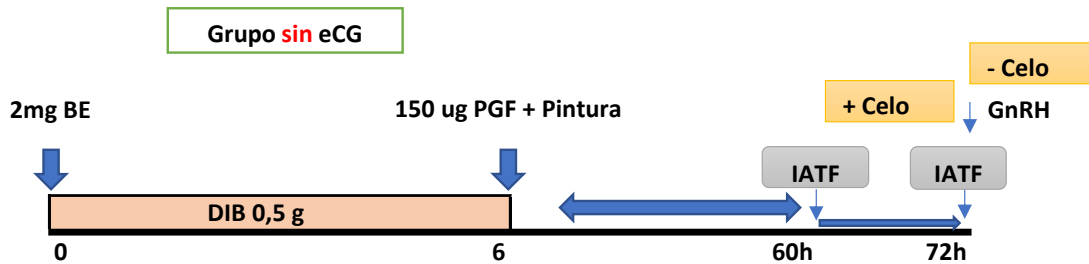 Grupo sin eCG
- Celo
+ Celo
2mg BE
150 ug PGF + Pintura
GnRH
IATF
IATF
DIB 0,5 g
0
6
60h
72h